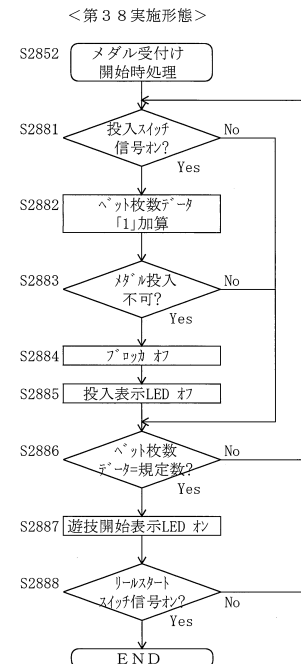 ＜第３８実施形態＞
S2852
メダル受付け
開始時処理
S2881
投入スイッチ
信号オン?
No
Yes
S2882
ベット枚数データ
「1」加算
S2883
メダル投入
不可?
No
Yes
S2884
ブロッカ オフ
S2885
投入表示LED オフ
S2886
ベット枚数
データ=規定数?
No
Yes
S2887
遊技開始表示LED オン
S2888
リールスタート
スイッチ信号オン?
No
Yes
END